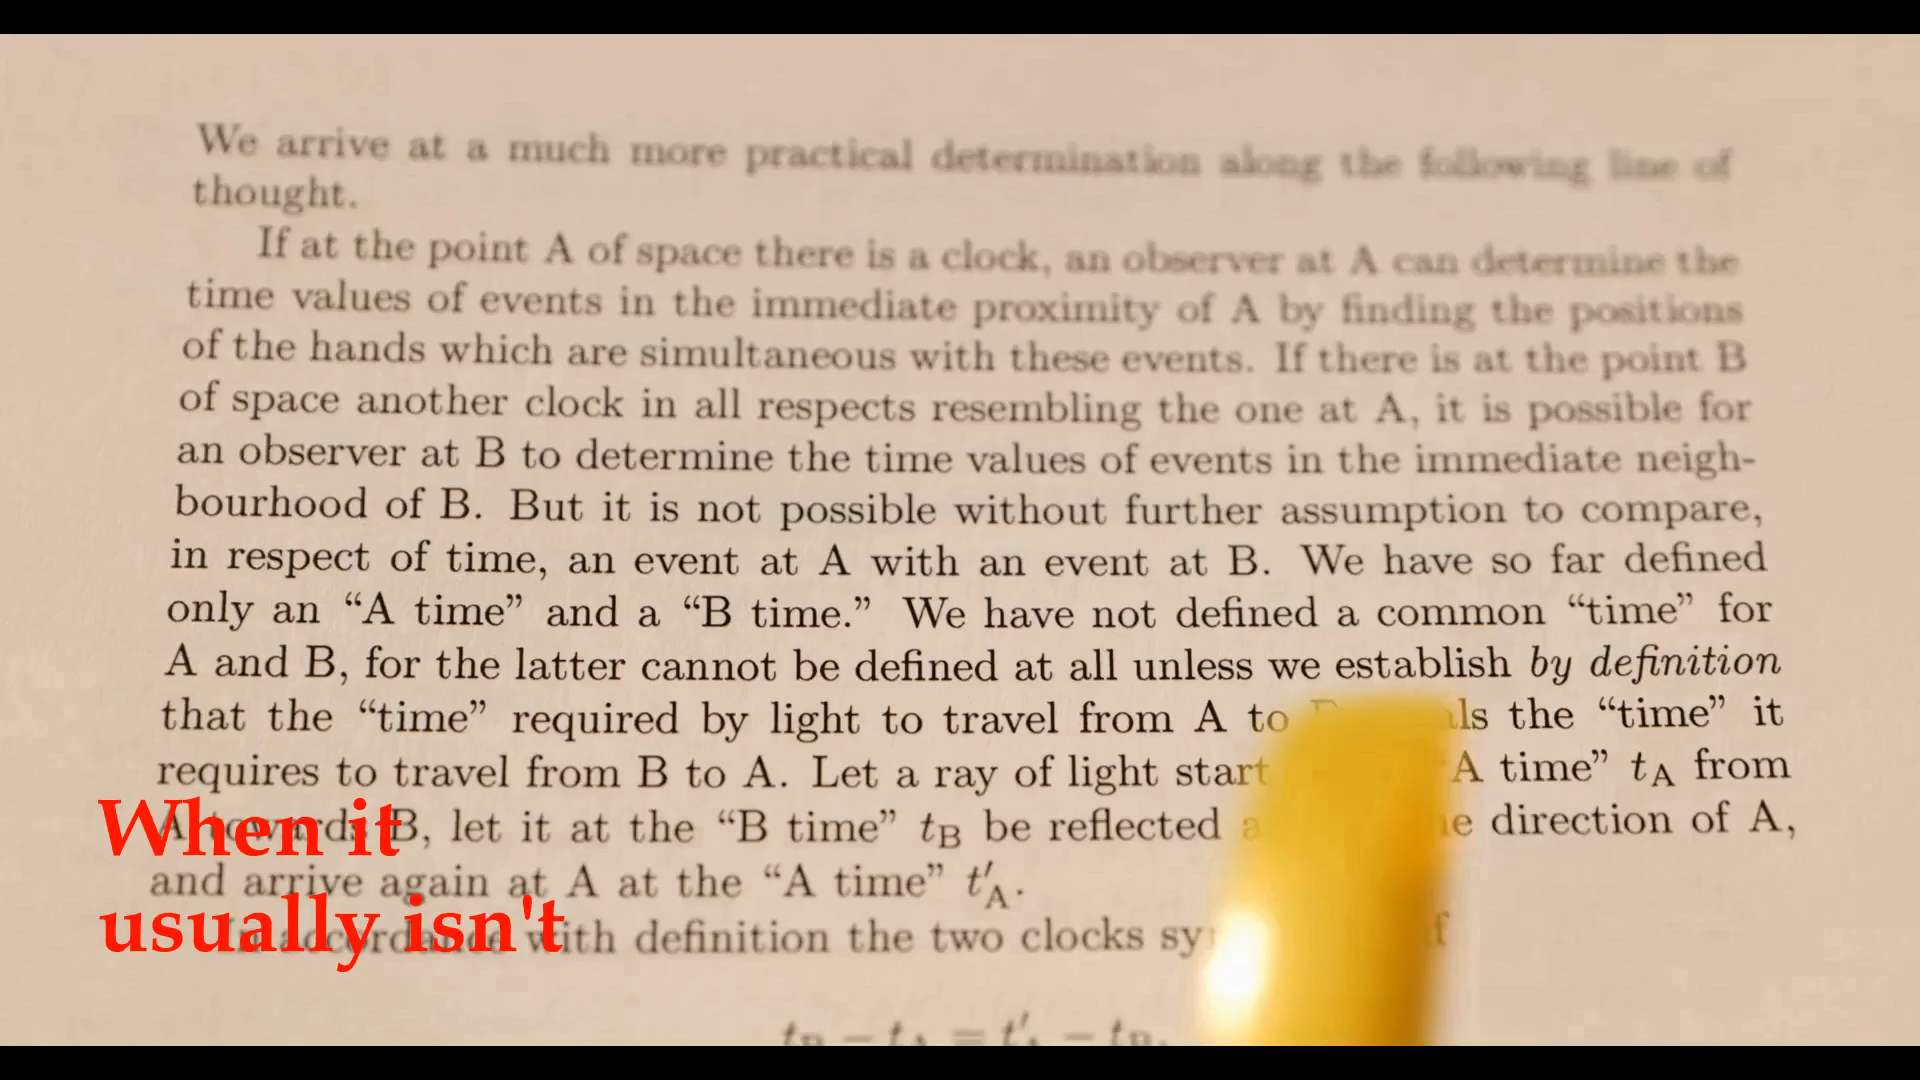 We arrive at a much more practical determination along the following line of
thought.
If at the point A of space there is a clock, an observer at A can determine the
time values of events in the immediate proximity of A by finding the positions
of the hands which are simultaneous with these events. If there is at the point B
of space another clock in all respects resembling the one at A, it is possible for
an observer at B to determine the time values of events in the immediate neigh-
bourhood of B. But it is not possible without further assumption to compare,
in respect of time, an event at A with an event at B. We have so far defined
only an “A time” and a “B time.” We have not defined a common “time” for
A and B, for the latter cannot be defined at all unless we establish by definition
that the “time” required by light to travel from A to the “time” it
requires to travel from B to A. Let a ray of light start A time” tA from
A towards B, let it at the “B time” tB be reflected direction of A,
and arrive again at A at the “A time” t′A.
In accordance with definition the two clocks
tB − tA = t′A − tB.
When it
usually isn't